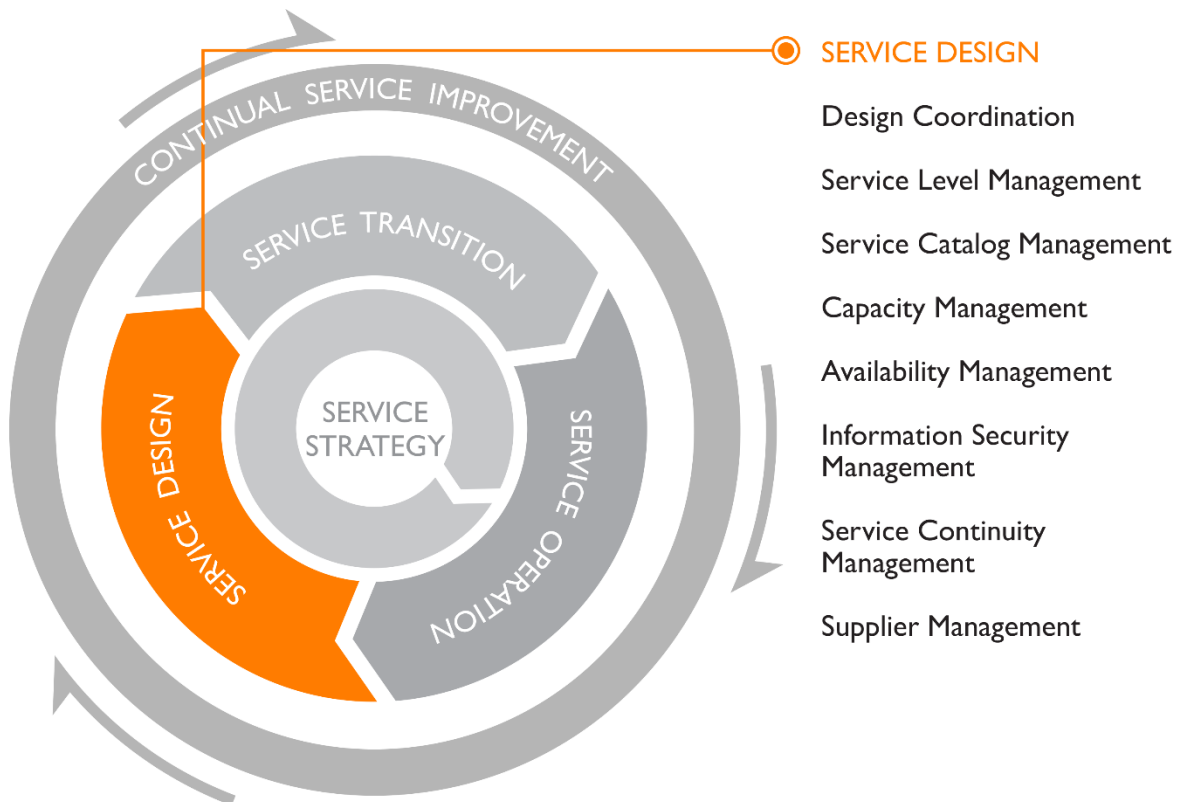 CONTINUAL SERVICE IMPROVEMENT
SERVICE TRANSITION
SERVICE
STRATEGY
SERVICE DESIGN
SERVICE OPERATION
SERVICE DESIGN
Design Coordination
Service Level Management
Service Catalog Management
Capacity Management
Availability Management
Information Security
Management
Service Continuity
Management
Supplier Management